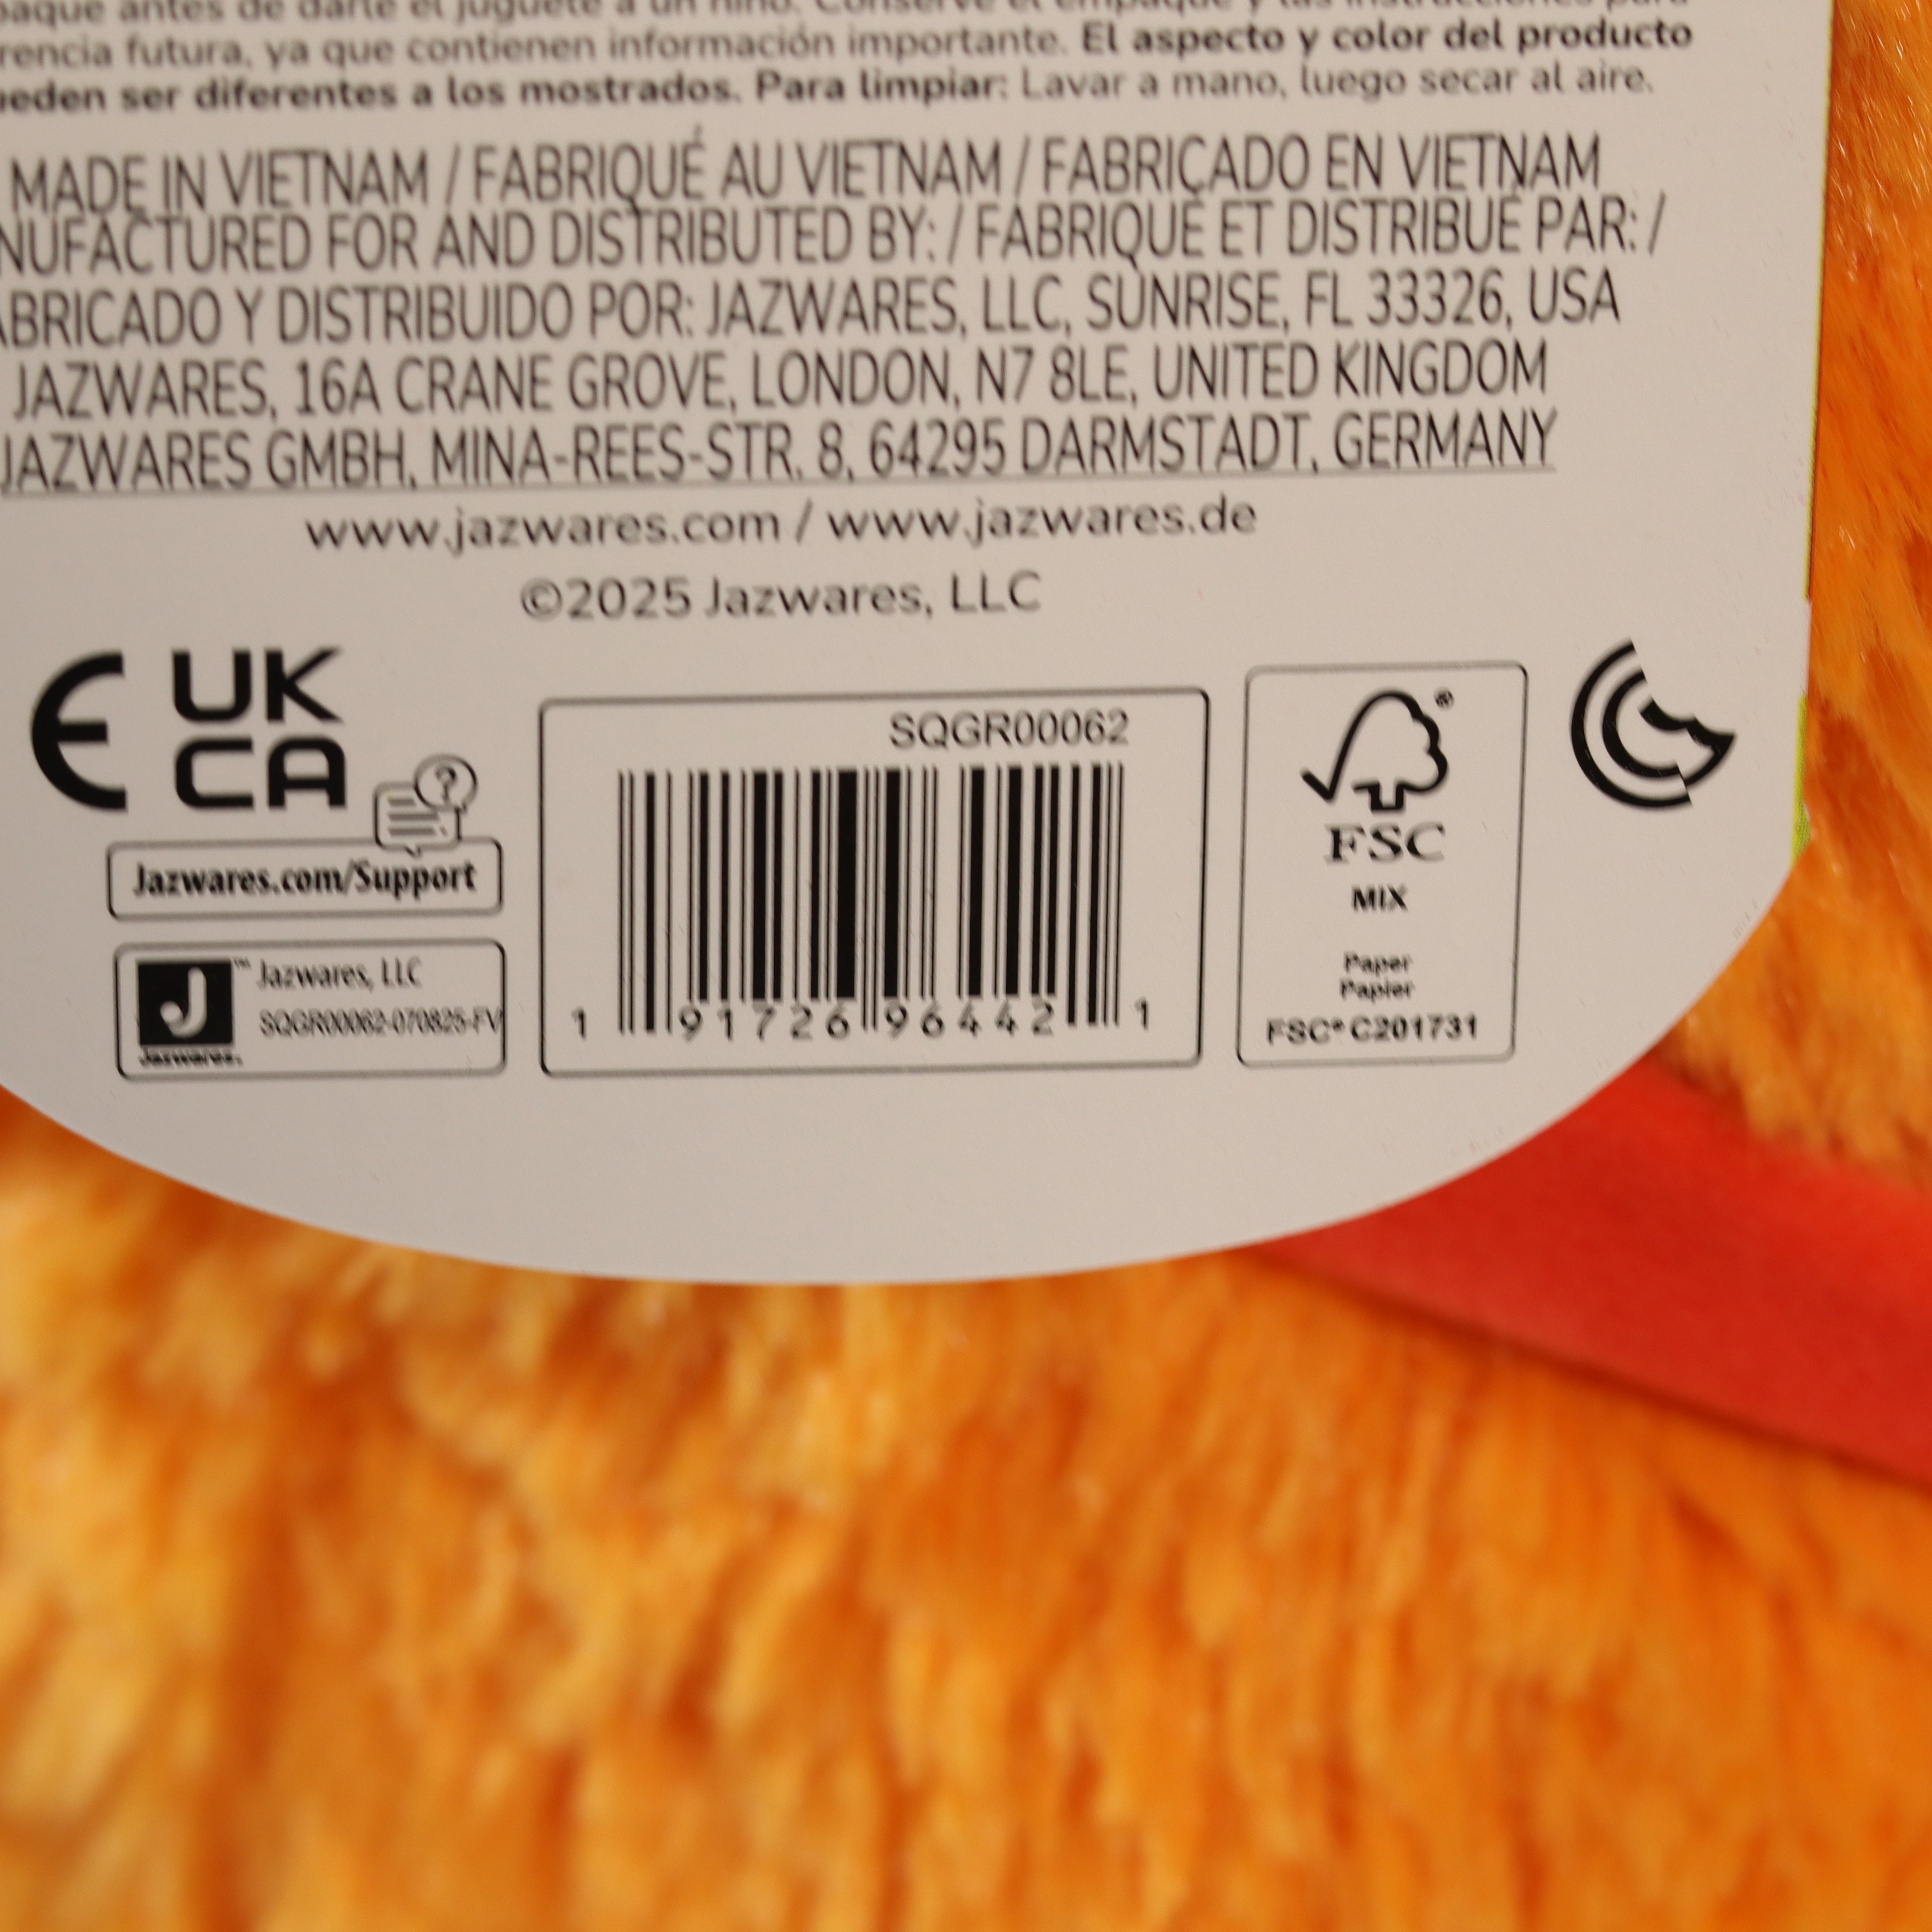 antes de darle el juguete a un niño. Conserve el empaque y las instrucciones para
rencia futura, ya que contienen información importante. El aspecto y color del producto
eden ser diferentes a los mostrados. Para limpiar: Lavar a mano, luego secar al aire.
MADE IN VIETNAM / FABRIQUÉ AU VIETNAM / FABRICADO EN VIETNAM
NUFACTURED FOR AND DISTRIBUTED BY: / FABRIQUÉ ET DISTRIBUÉ PAR: /
ABRICADO Y DISTRIBUIDO POR: JAZWARES, LLC, SUNRISE, FL 33326, USA
JAZWARES, 16A CRANE GROVE, LONDON, N7 8LE, UNITED KINGDOM
JAZWARES GMBH, MINA-REES-STR. 8, 64295 DARMSTADT, GERMANY
www.jazwares.com / www.jazwares.de
©2025 Jazwares, LLC
CE
UK
CA
?
Jazwares.com/Support
J™ Jazwares, LLC
SQGR00062-070825-FV
Jazwares.
SQGR00062
1 91726 96442 1
®
FSC
MIX
Paper
Papier
FSC® C201731